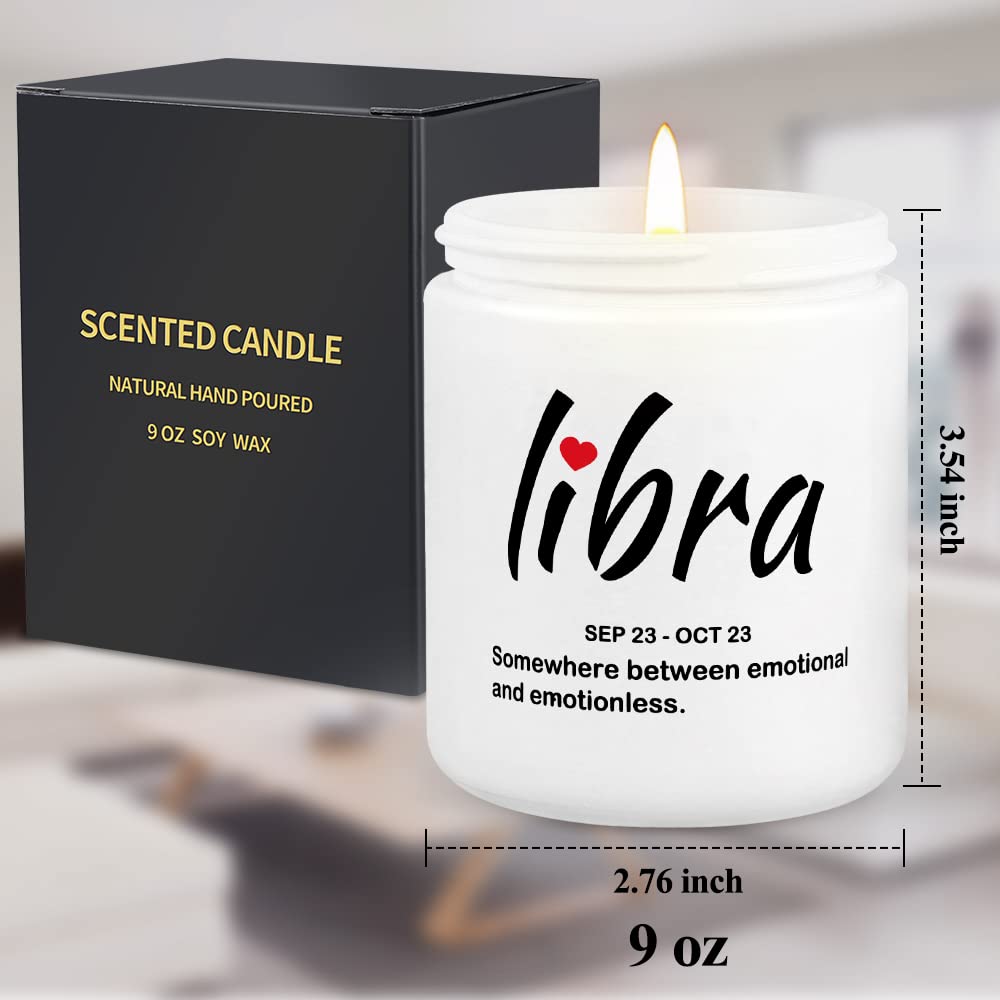 SCENTED CANDLE
NATURAL HAND POURED
9 OZ SOY WAX
libra
SEP 23 - OCT 23
Somewhere between emotional
and emotionless.
3.54 inch
2.76 inch
9 oz